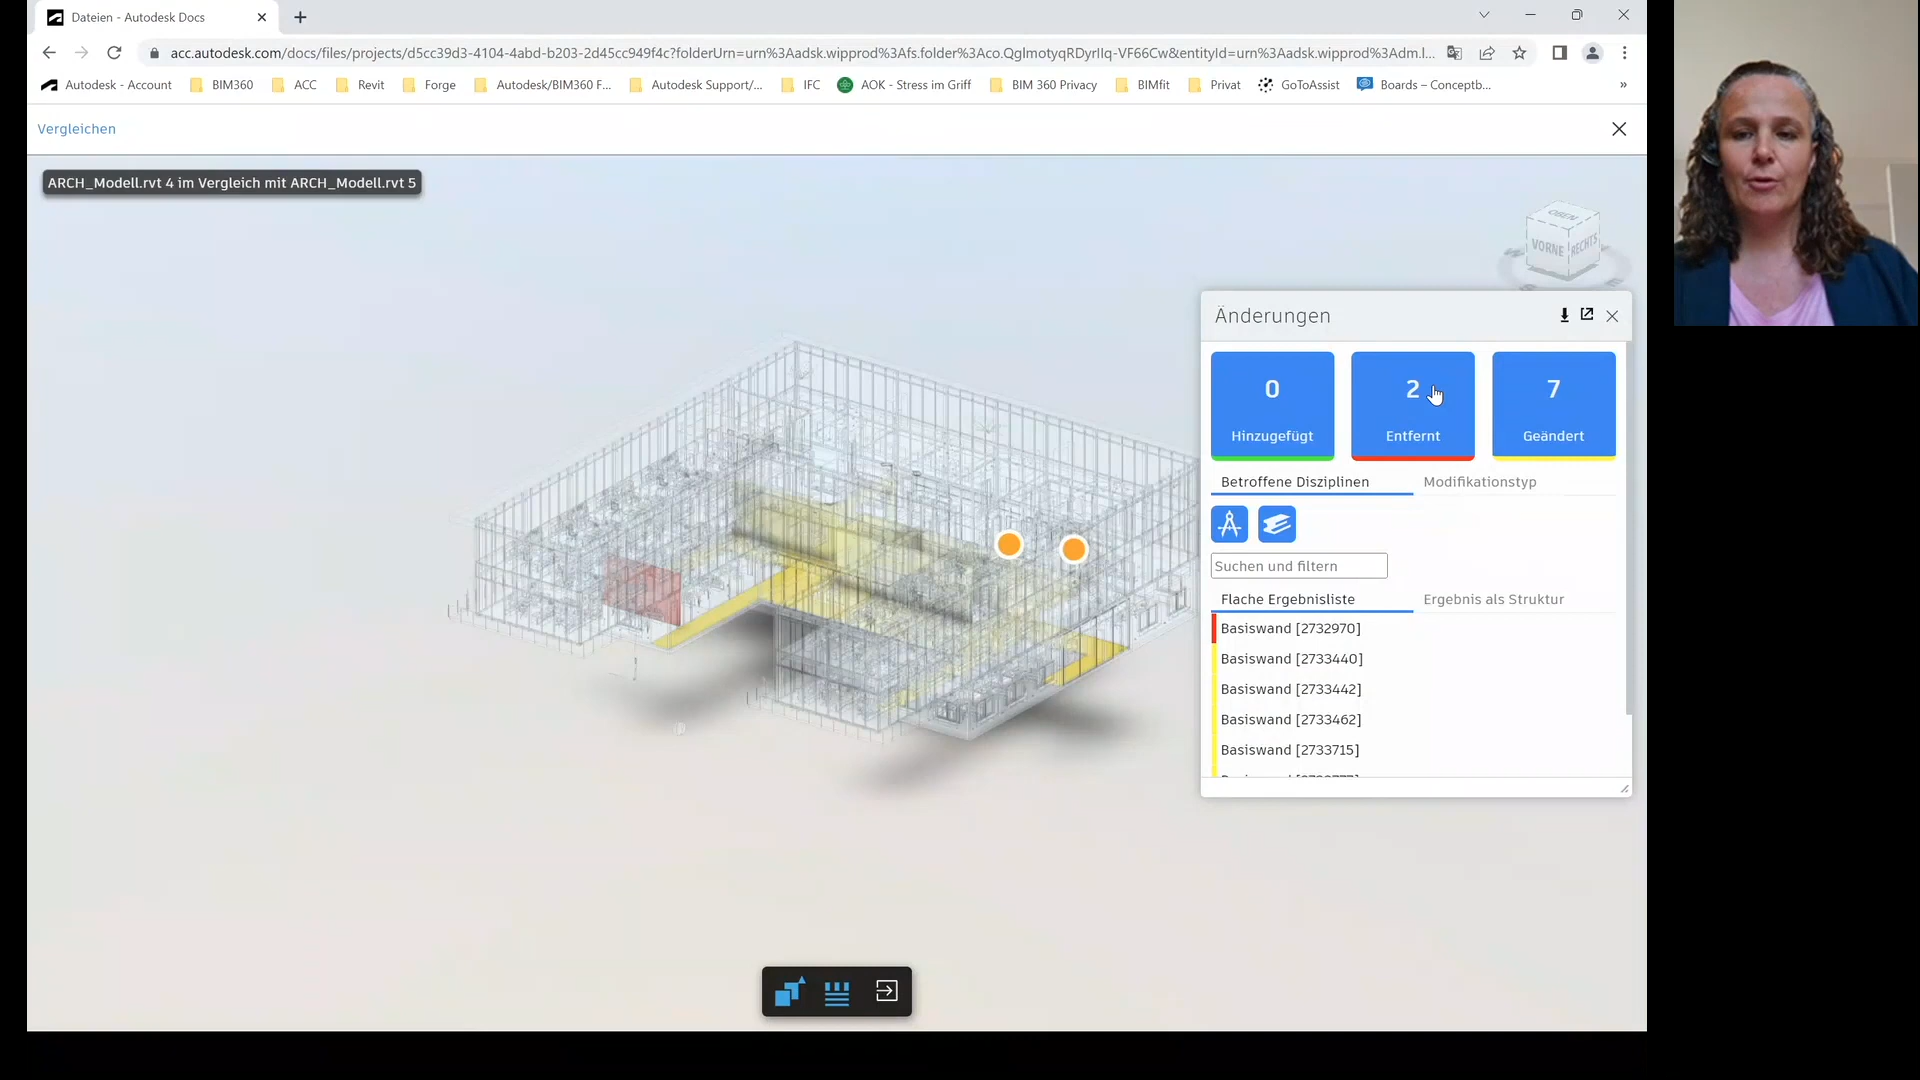 Dateien - Autodesk Docs
acc.autodesk.com/docs/files/projects/d5cc39d3-4104-4abd-b203-2d45cc949f4c?folderUrn=urn%3Aadsk.wipprod%3Afs.folder%3Aco.QglmotyqRDyrIIq-VF66Cw&entityId=urn%3Aadsk.wipprod%3Adm.l...
Autodesk - Account BIM360 ACC Revit Forge Autodesk/BIM360 F... Autodesk Support/... IFC AOK - Stress im Griff BIM 360 Privacy BIMfit Privat GoToAssist Boards – Conceptb... »
Vergleichen
ARCH_Modell.rvt 4 im Vergleich mit ARCH_Modell.rvt 5
OBEN
VORNE RECHTS
Änderungen
0 2 7
Hinzugefügt Entfernt Geändert
Betroffene Disziplinen Modifikationstyp
Suchen und filtern
Flache Ergebnisliste Ergebnis als Struktur
Basiswand [2732970]
Basiswand [2733440]
Basiswand [2733442]
Basiswand [2733462]
Basiswand [2733715]